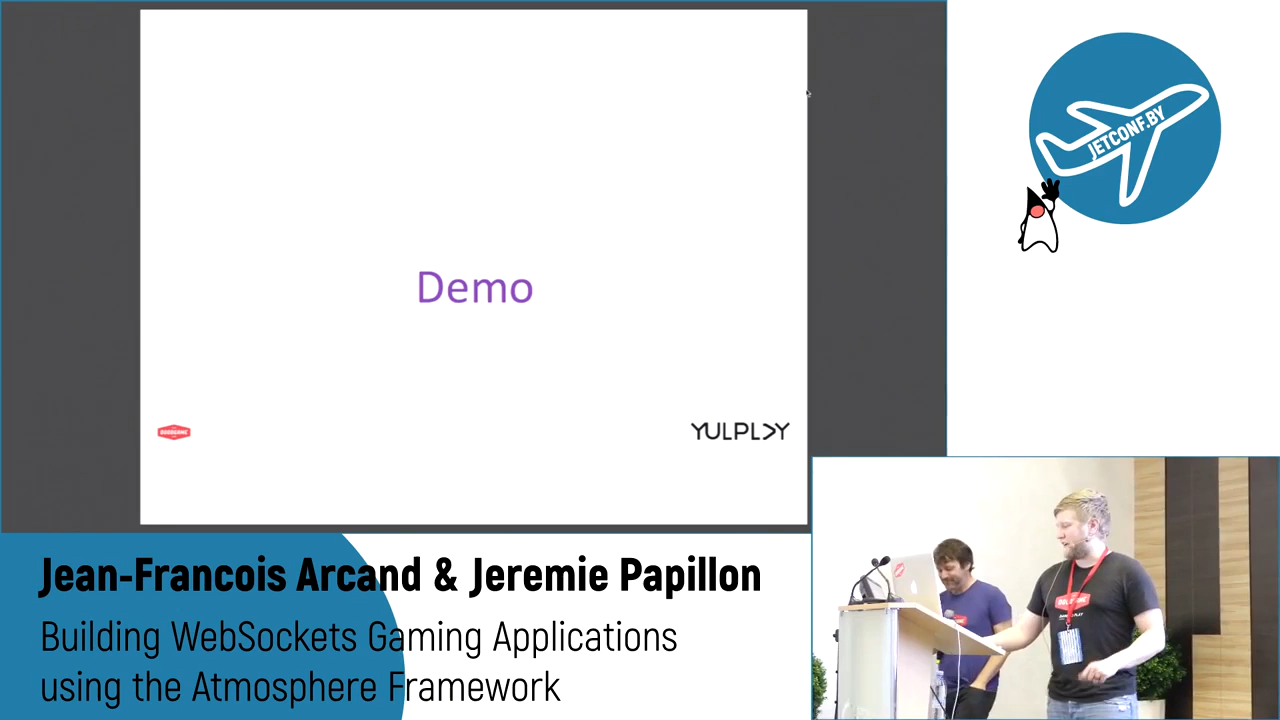 Demo
YULPLAY
JETCONF.BY
Jean-Francois Arcand & Jeremie Papillon
Building WebSockets Gaming Applications
using the Atmosphere Framework